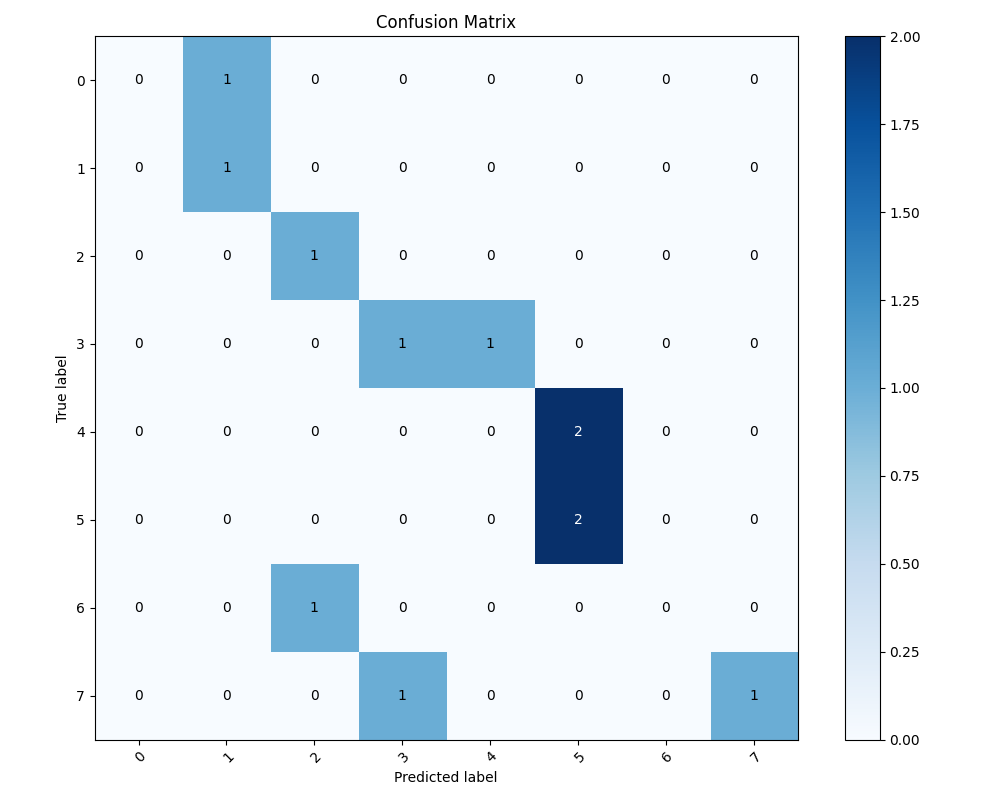 Confusion Matrix
0 0 1 0 0 0 0 0 0
1 0 1 0 0 0 0 0 0
2 0 0 1 0 0 0 0 0
3 0 0 0 1 1 0 0 0
4 0 0 0 0 0 2 0 0
5 0 0 0 0 0 2 0 0
6 0 0 1 0 0 0 0 0
7 0 0 0 1 0 0 0 1
0 1 2 3 4 5 6 7
True label
Predicted label
2.00
1.75
1.50
1.25
1.00
0.75
0.50
0.25
0.00